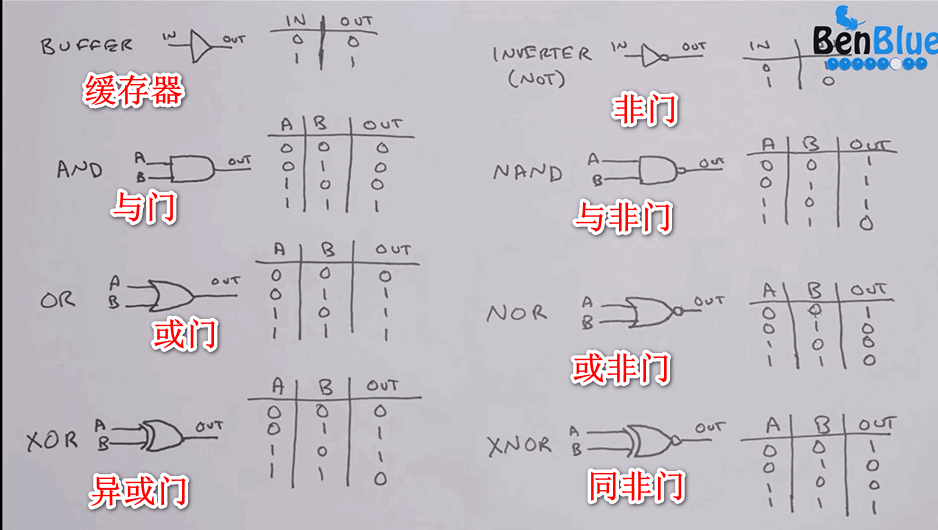 BUFFER
IN
OUT
IN OUT
0 0
1 1
缓存器
INVERTER
(NOT)
IN
OUT
IN
0
1 0
非门
BenBlue
AND
A
B
OUT
A B OUT
0 0 0
0 1 0
1 0 0
1 1 1
与门
NAND
A
B
OUT
A B OUT
0 0 1
0 1 1
1 0 1
1 1 0
与非门
OR
A
B
OUT
A B OUT
0 0 0
0 1 1
1 0 1
1 1 1
或门
NOR
A
B
OUT
A B OUT
0 0 1
0 1 0
1 0 0
1 1 0
或非门
XOR
A
B
OUT
A B OUT
0 0 0
0 1 1
1 0 1
1 1 0
异或门
XNOR
A
B
OUT
A B OUT
0 0 1
0 1 0
1 0 0
1 1 1
同非门